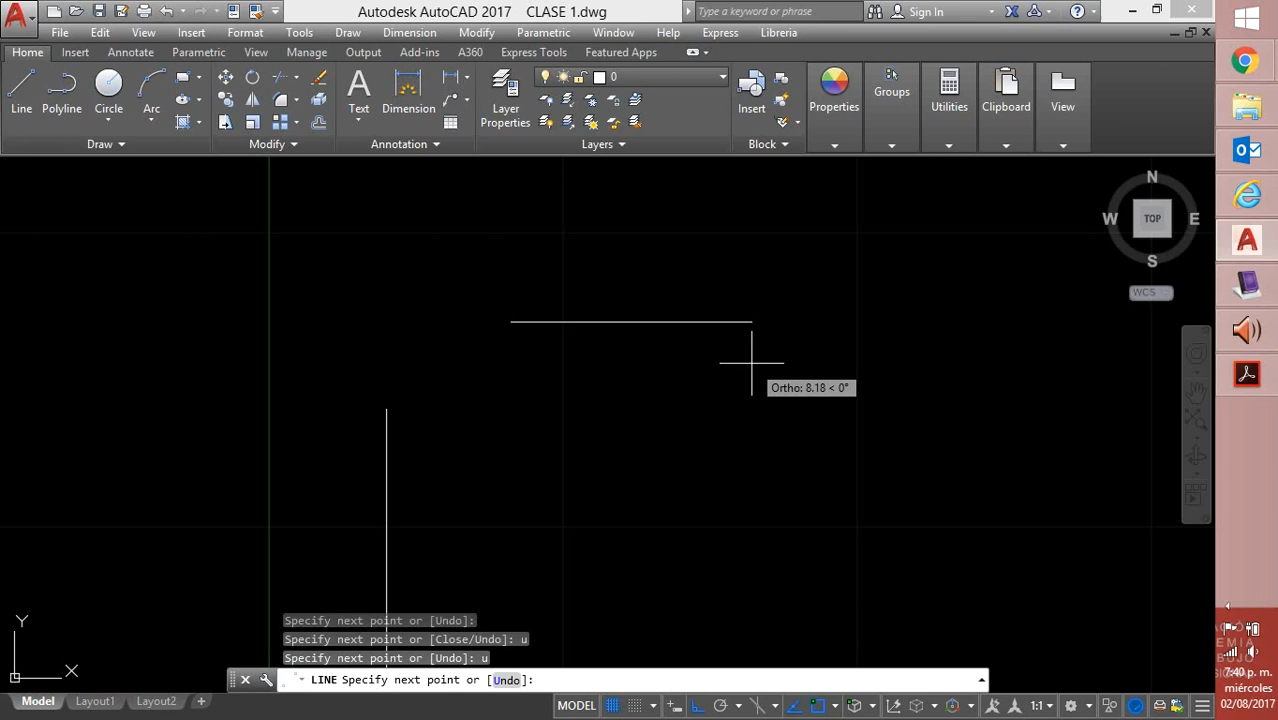 Autodesk AutoCAD 2017 CLASE 1.dwg
Type a keyword or phrase
Sign In
File Edit View Insert Format Tools Draw Dimension Modify Parametric Window Help Express Libreria
Home Insert Annotate Parametric View Manage Output Add-ins A360 Express Tools Featured Apps
0
Line Polyline Circle Arc
Text Dimension
Layer
Properties
Insert
Properties
Groups
Utilities
Clipboard
View
Draw Modify Annotation Layers Block
N
W TOP E
S
WCS
Ortho: 8.18 < 0°
Specify next point or [Undo]:
Specify next point or [Close/Undo]: u
Specify next point or [Undo]: u
LINE Specify next point or [Undo]:
Y
X
Model Layout1 Layout2 +
MODEL
1:1
7:40 p. m.
miércoles
02/08/2017